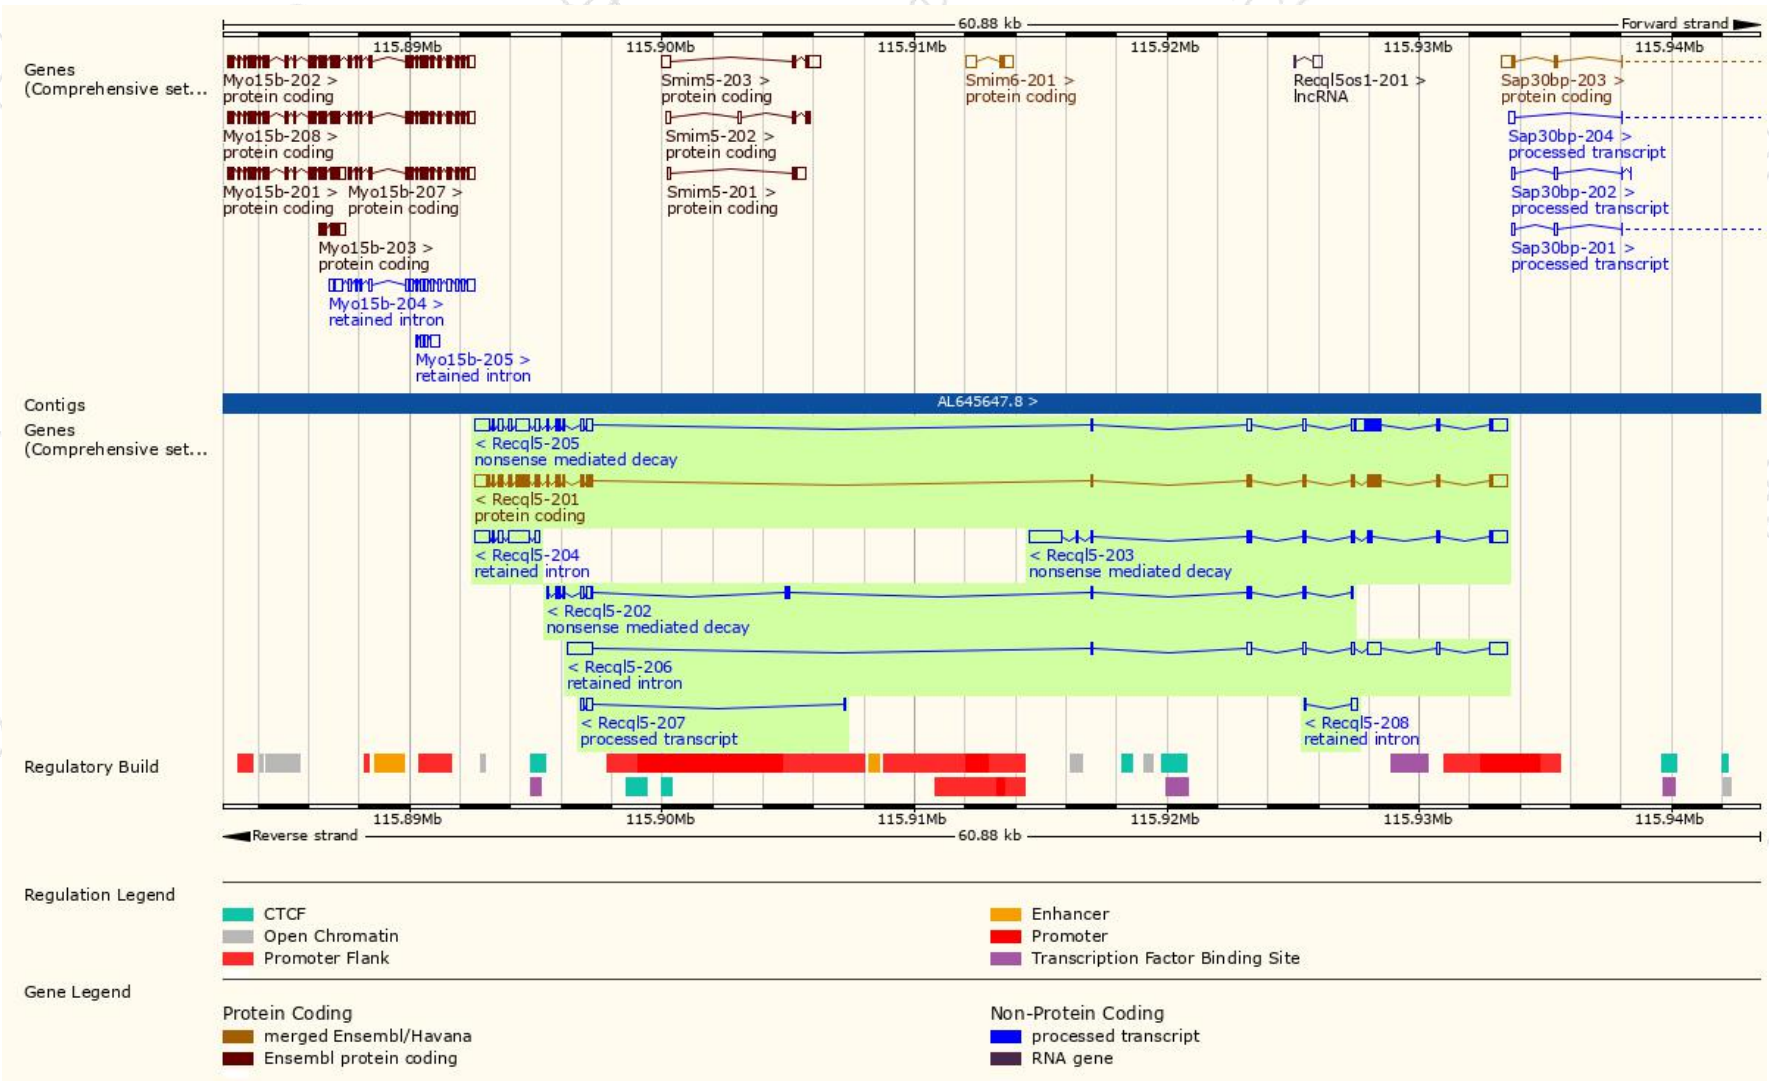 60.88 kb
Forward strand
115.89Mb 115.90Mb 115.91Mb 115.92Mb 115.93Mb 115.94Mb
Genes
(Comprehensive set...
Myo15b-202 > Smim5-203 > Smim6-201 > Recql5os1-201 > Sap30bp-203 >
protein coding protein coding protein coding lncRNA protein coding
Myo15b-208 > Smim5-202 > Sap30bp-204 >
protein coding protein coding processed transcript
Myo15b-201 > Myo15b-207 > Smim5-201 > Sap30bp-202 >
protein coding protein coding protein coding processed transcript
Myo15b-203 > Sap30bp-201 >
protein coding processed transcript
Myo15b-204 >
retained intron
Myo15b-205 >
retained intron
Contigs
AL645647.8 >
Genes
(Comprehensive set...
< Recql5-205
nonsense mediated decay
< Recql5-201
protein coding
< Recql5-204 < Recql5-203
retained intron nonsense mediated decay
< Recql5-202
nonsense mediated decay
< Recql5-206
retained intron
< Recql5-207 < Recql5-208
processed transcript retained intron
Regulatory Build
115.89Mb 115.90Mb 115.91Mb 115.92Mb 115.93Mb 115.94Mb
Reverse strand
60.88 kb
Regulation Legend
CTCF Enhancer
Open Chromatin Promoter
Promoter Flank Transcription Factor Binding Site
Gene Legend
Protein Coding Non-Protein Coding
merged Ensembl/Havana processed transcript
Ensembl protein coding RNA gene